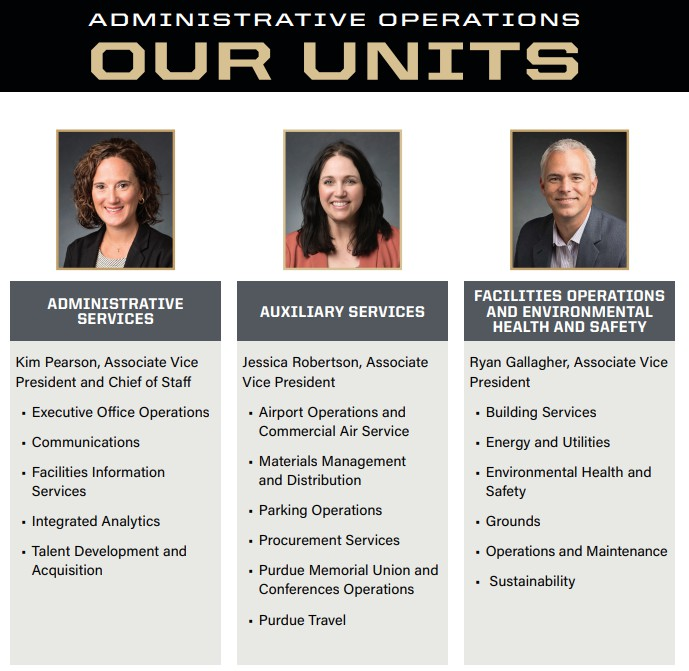 ADMINISTRATIVE OPERATIONS
OUR UNITS
ADMINISTRATIVE
SERVICES
Kim Pearson, Associate Vice
President and Chief of Staff
▪ Executive Office Operations
▪ Communications
▪ Facilities Information
Services
▪ Integrated Analytics
▪ Talent Development and
Acquisition
AUXILIARY SERVICES
Jessica Robertson, Associate
Vice President
▪ Airport Operations and
Commercial Air Service
▪ Materials Management
and Distribution
▪ Parking Operations
▪ Procurement Services
▪ Purdue Memorial Union and
Conferences Operations
▪ Purdue Travel
FACILITIES OPERATIONS
AND ENVIRONMENTAL
HEALTH AND SAFETY
Ryan Gallagher, Associate Vice
President
▪ Building Services
▪ Energy and Utilities
▪ Environmental Health and
Safety
▪ Grounds
▪ Operations and Maintenance
▪ Sustainability